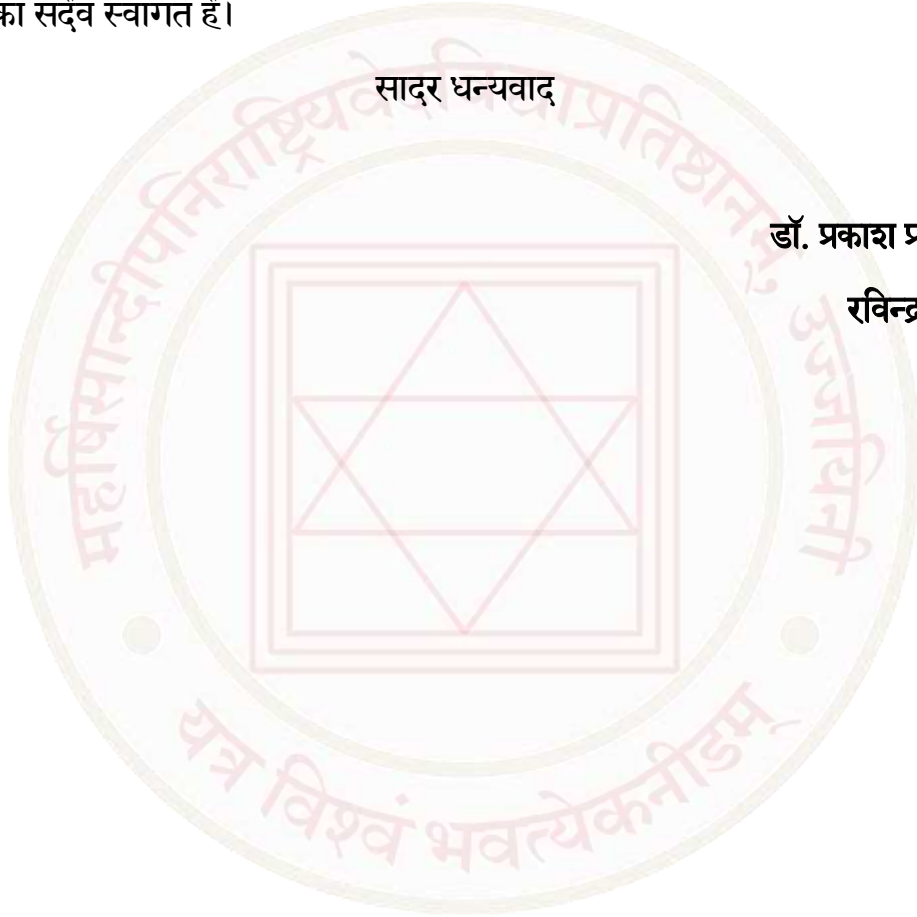 का सदैव स्वागत है।
सादर धन्यवाद
डॉ. प्रकाश
रविन्द्र
महर्षिसान्दीपनिराष्ट्रियवेदविद्याप्रतिष्ठानम्, उज्जयिनी
यत्र विश्वं भवत्येकनीडम्